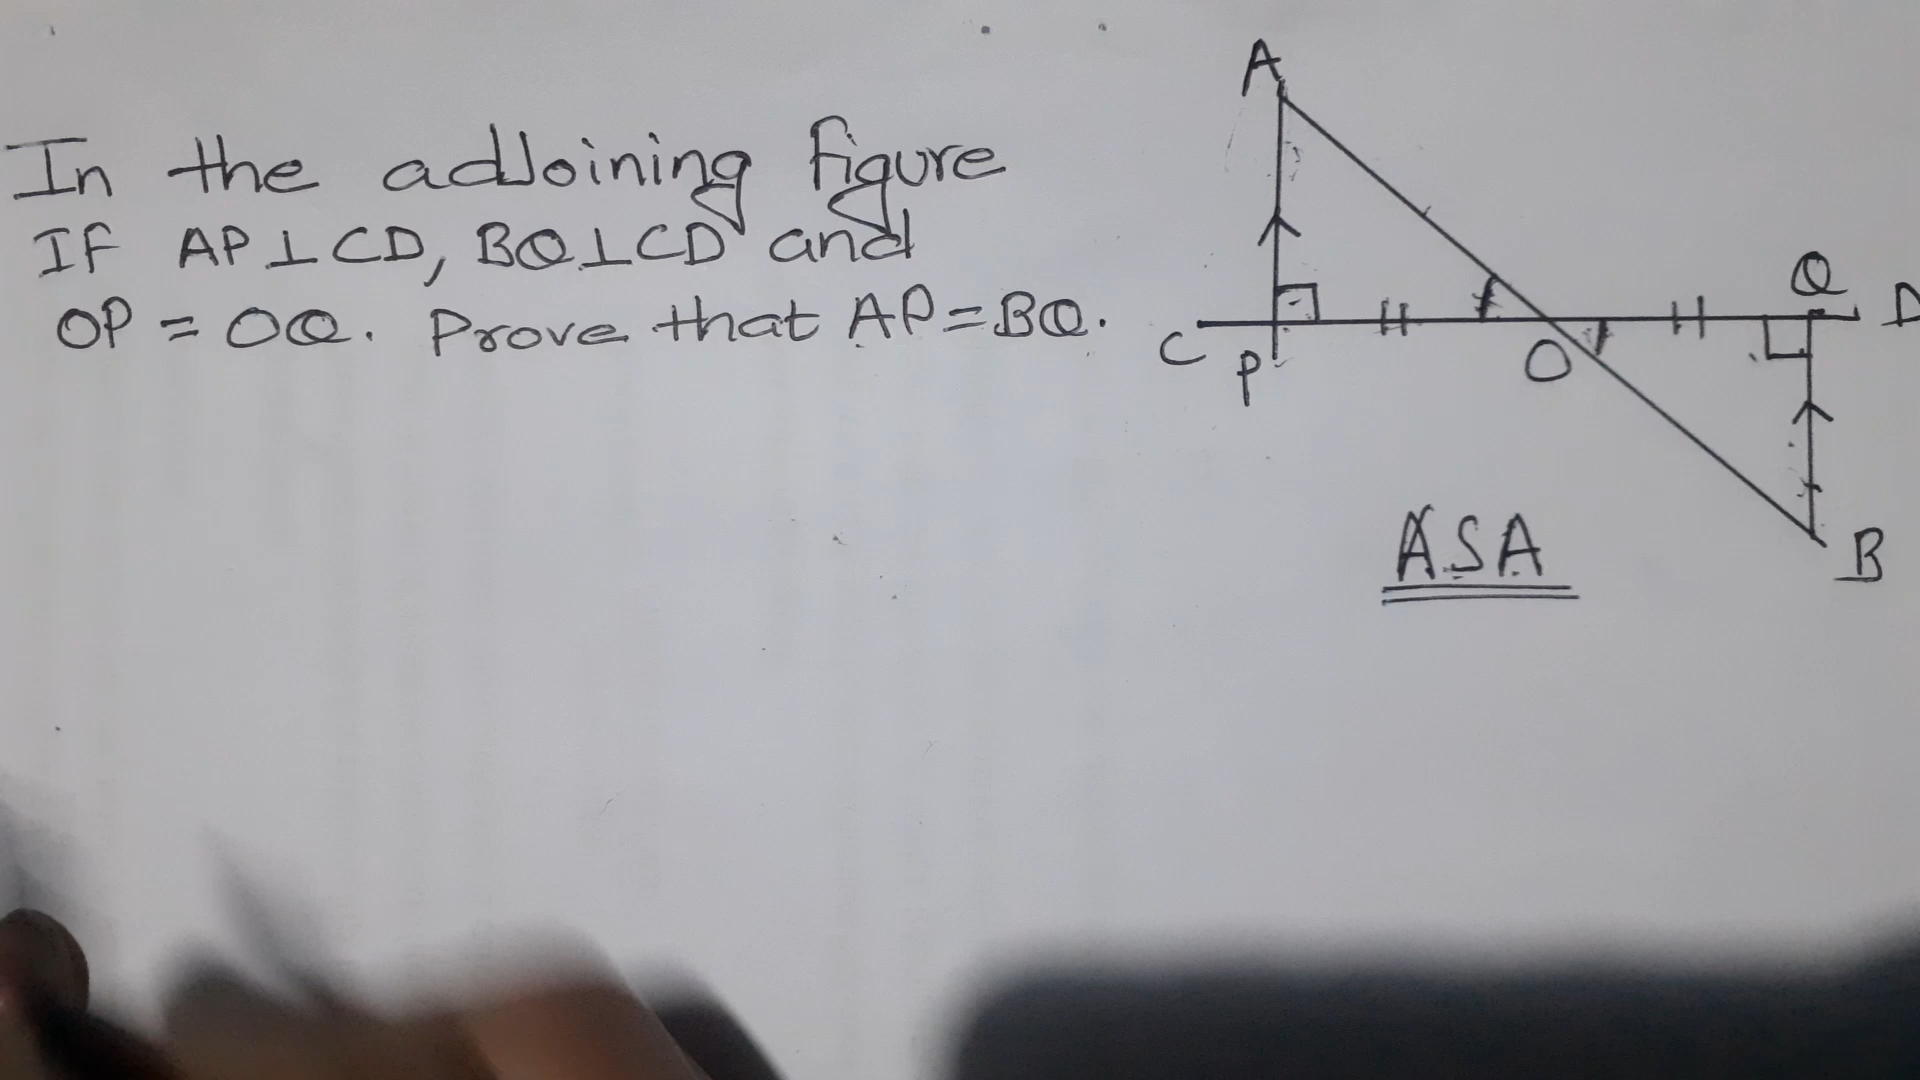 In the adJoining figure
IF AP⊥CD, BQ⊥CD and
OP = OQ. Prove that AP=BQ.
A
Q
D
C
P
O
B
ASA